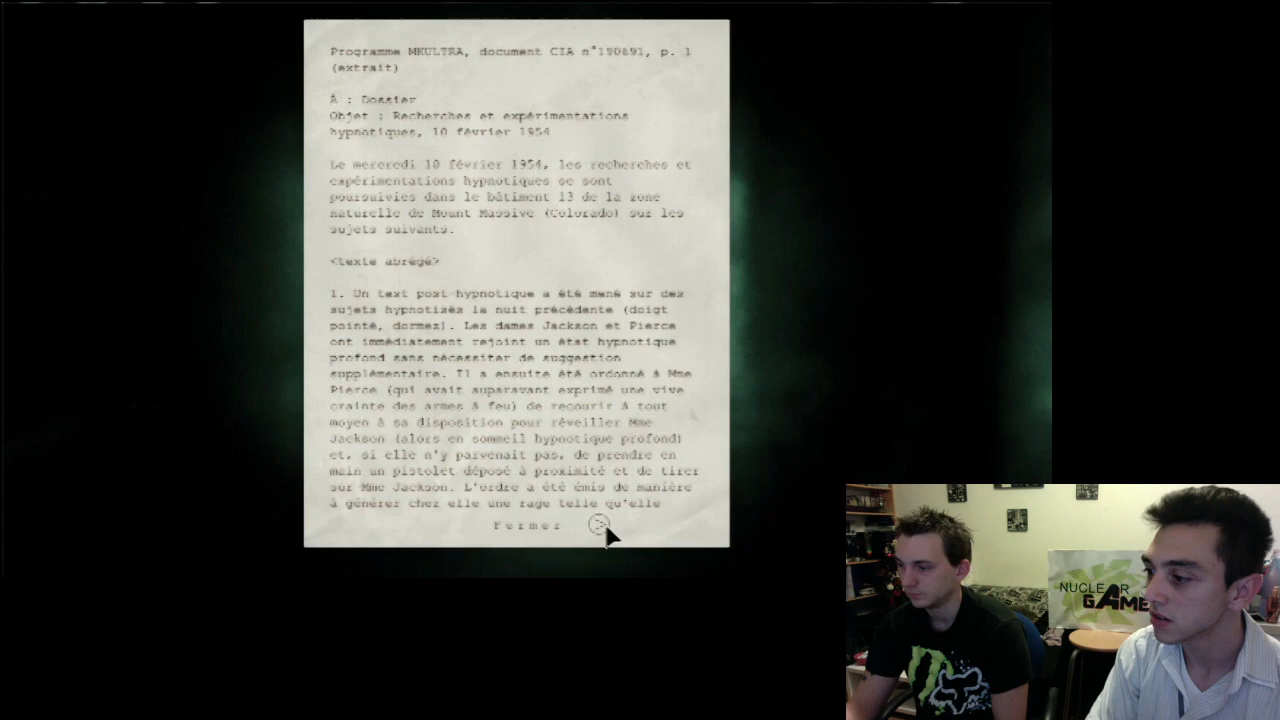 Programme MKULTRA, document CIA n°190691, p. 1
(extrait)
À : Dossier
Objet : Recherches et expérimentations
hypnotiques, 10 février 1954
Le mercredi 10 février 1954, les recherches et
expérimentations hypnotiques se sont
poursuivies dans le bâtiment 13 de la zone
naturelle de Mount Massive (Colorado) sur les
sujets suivants.
<texte abrégé>
1. Un test post hypnotique a été mené sur des
sujets hypnotisés la nuit précédente (doigt
pointé, dormez). Les dames Jackson et Pierce
ont immédiatement rejoint un état hypnotique
profond sans nécessiter de suggestion
supplémentaire. Il a ensuite été ordonné à Mme
Pierce (qui avait auparavant exprimé une vive
crainte des armes à feu) de recourir à tout
moyen à sa disposition pour réveiller Mme
Jackson (alors en sommeil hypnotique profond)
et, si elle n'y parvenait pas, de prendre en
main un pistolet déposé à proximité et de tirer
sur Mme Jackson. L'ordre a été émis de manière
à générer chez elle une rage telle qu'elle
Fermer >
NUCLEAR
GAME